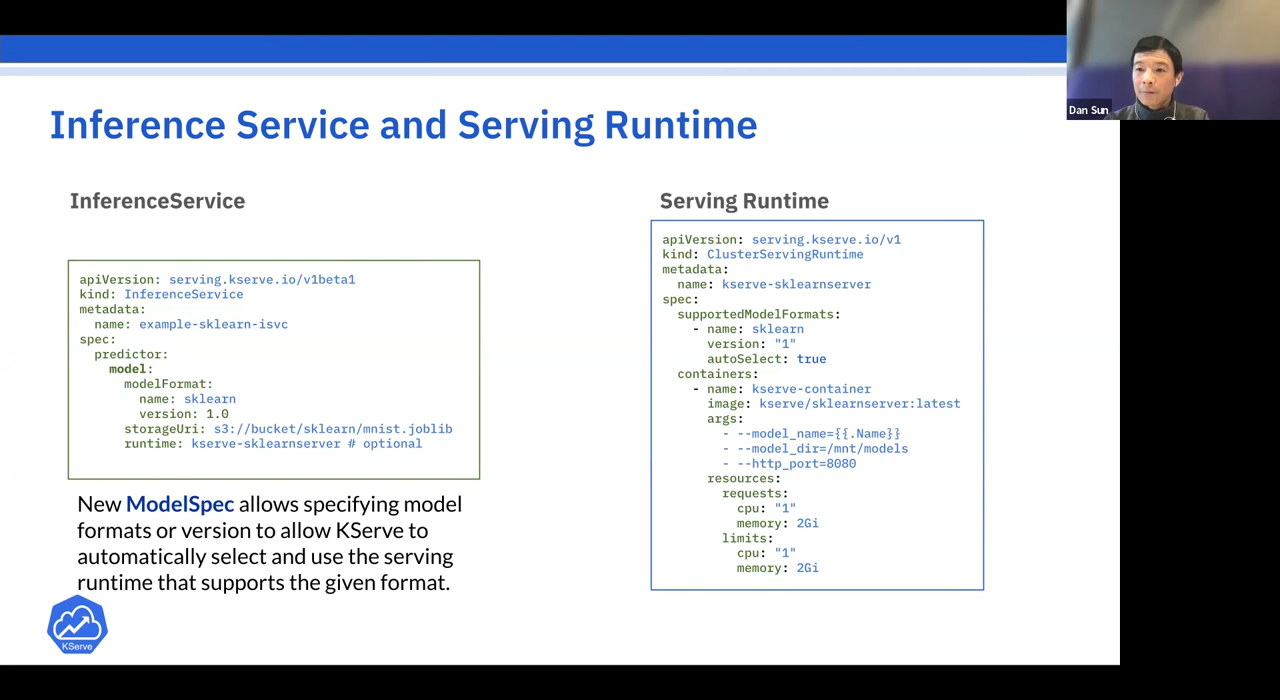 Dan Sun
Inference Service and Serving Runtime
InferenceService
apiVersion: serving.kserve.io/v1beta1
kind: InferenceService
metadata:
  name: example-sklearn-isvc
spec:
  predictor:
    model:
      modelFormat:
        name: sklearn
        version: 1.0
      storageUri: s3://bucket/sklearn/mnist.joblib
      runtime: kserve-sklearnserver # optional
New ModelSpec allows specifying model
formats or version to allow KServe to
automatically select and use the serving
runtime that supports the given format.
KServe
Serving Runtime
apiVersion: serving.kserve.io/v1
kind: ClusterServingRuntime
metadata:
  name: kserve-sklearnserver
spec:
  supportedModelFormats:
    - name: sklearn
      version: "1"
      autoSelect: true
  containers:
    - name: kserve-container
      image: kserve/sklearnserver:latest
      args:
        - --model_name={{.Name}}
        - --model_dir=/mnt/models
        - --http_port=8080
      resources:
        requests:
          cpu: "1"
          memory: 2Gi
        limits:
          cpu: "1"
          memory: 2Gi